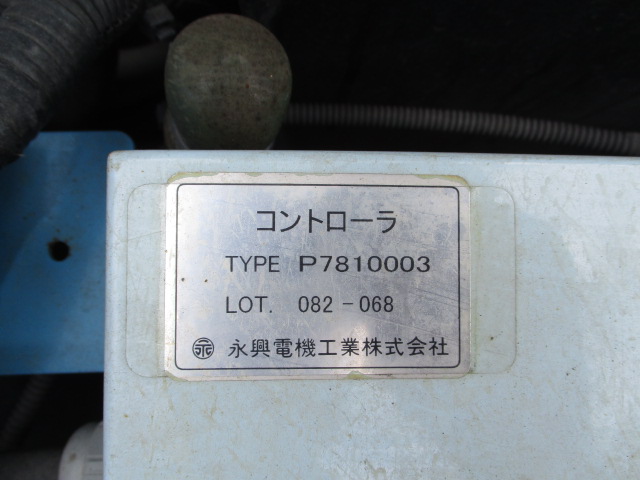 コントローラ
TYPE P7810003
LOT. 082-068
永 永興電機工業株式会社